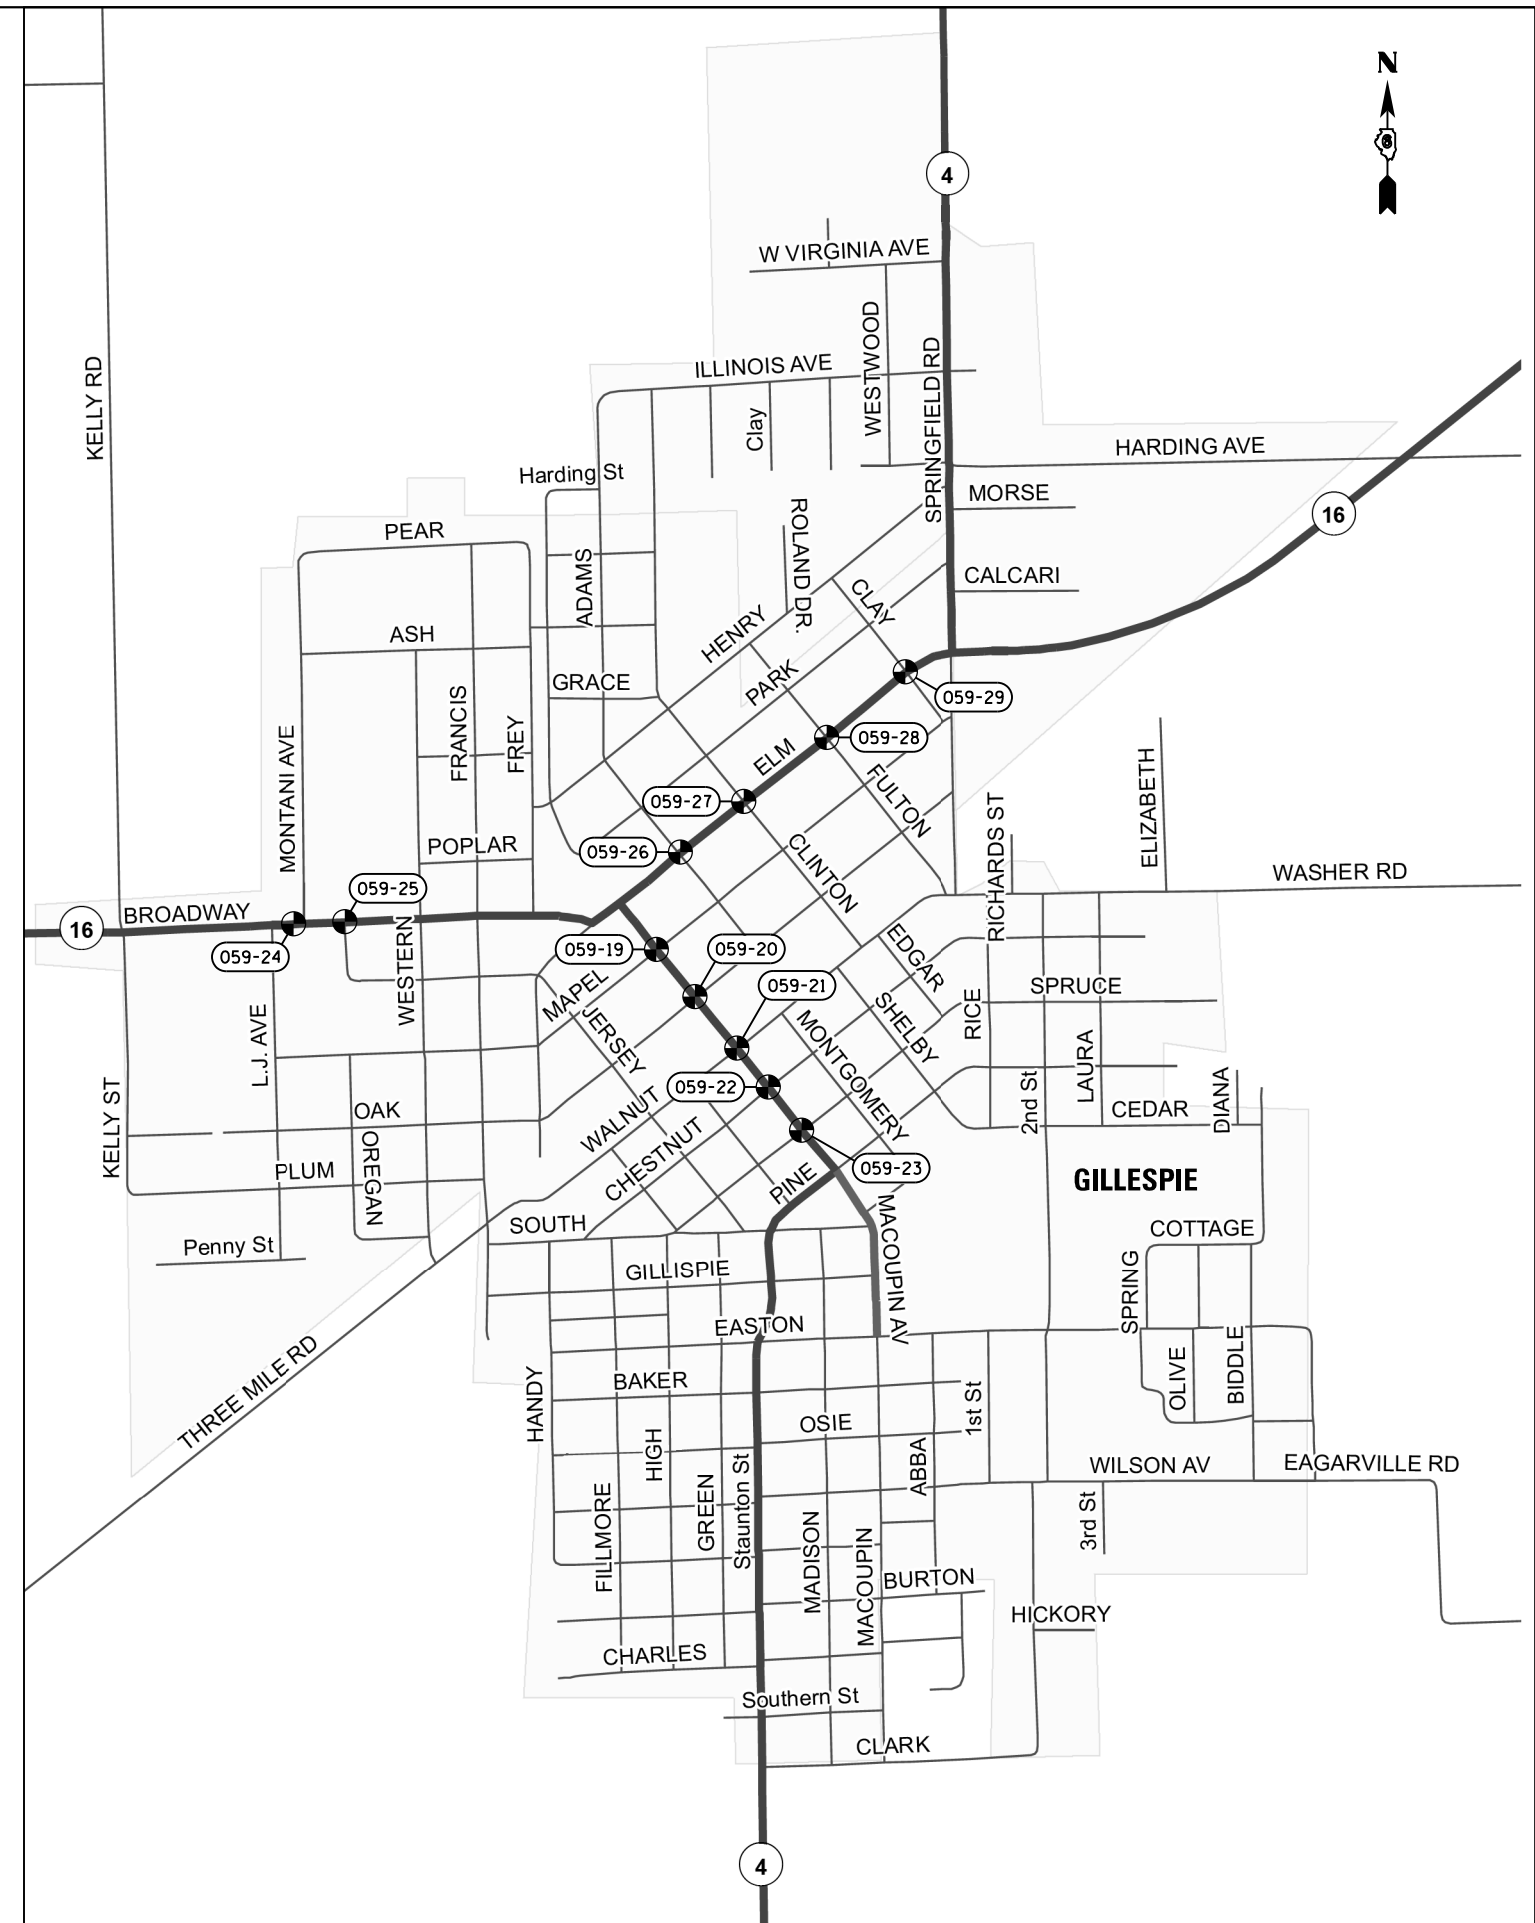 N
6
4
W VIRGINIA AVE
WESTWOOD
SPRINGFIELD RD
KELLY RD
ILLINOIS AVE
Clay
HARDING AVE
Harding St
MORSE
16
ROLAND DR.
PEAR
ADAMS
CALCARI
CLAY
HENRY
ASH
PARK
GRACE
059-29
FRANCIS
FREY
059-28
ELM
MONTANI AVE
FULTON
ELIZABETH
059-27
RICHARDS ST
POPLAR
059-26
CLINTON
WASHER RD
059-25
BROADWAY
16
WESTERN
059-24
059-19
059-20
EDGAR
059-21
MAPEL
SPRUCE
JERSEY
SHELBY
RICE
MONTGOMERY
L.J. AVE
LAURA
KELLY ST
059-22
2nd St
DIANA
OAK
WALNUT
CEDAR
OREGAN
CHESTNUT
059-23
PLUM
PINE
GILLESPIE
MACOUPIN AV
SOUTH
COTTAGE
Penny St
GILLISPIE
SPRING
EASTON
THREE MILE RD
HANDY
BAKER
OLIVE
BIDDLE
1st St
OSIE
HIGH
ABBA
WILSON AV
EAGARVILLE RD
GREEN
Staunton St
FILLMORE
3rd St
MADISON
MACOUPIN
BURTON
HICKORY
CHARLES
Southern St
CLARK
4